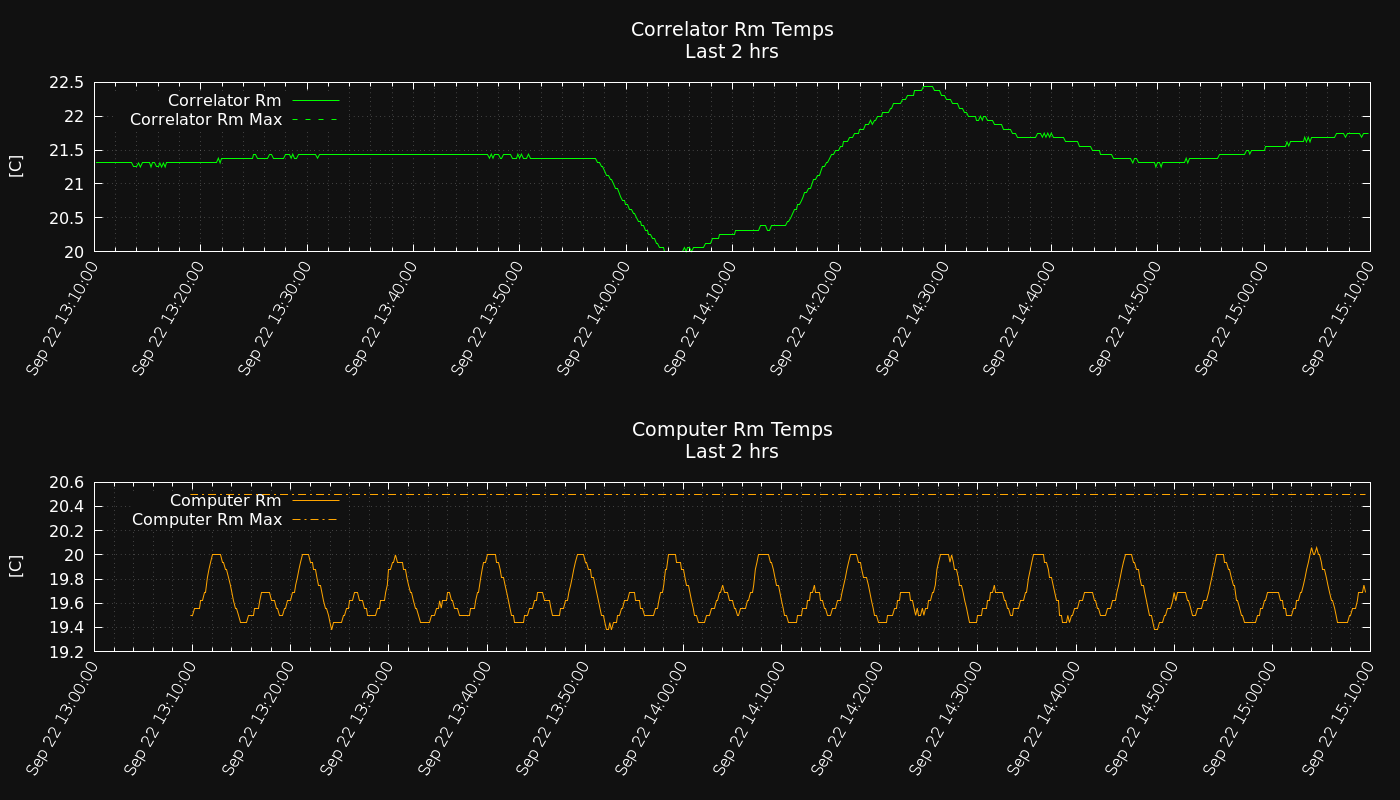 Correlator Rm Temps
Last 2 hrs
22.5
22
21.5
21
20.5
20
[C]
Correlator Rm
Correlator Rm Max
Sep 22 13:10:00
Sep 22 13:20:00
Sep 22 13:30:00
Sep 22 13:40:00
Sep 22 13:50:00
Sep 22 14:00:00
Sep 22 14:10:00
Sep 22 14:20:00
Sep 22 14:30:00
Sep 22 14:40:00
Sep 22 14:50:00
Sep 22 15:00:00
Sep 22 15:10:00
Computer Rm Temps
Last 2 hrs
20.6
20.4
20.2
20
19.8
19.6
19.4
19.2
[C]
Computer Rm
Computer Rm Max
Sep 22 13:00:00
Sep 22 13:10:00
Sep 22 13:20:00
Sep 22 13:30:00
Sep 22 13:40:00
Sep 22 13:50:00
Sep 22 14:00:00
Sep 22 14:10:00
Sep 22 14:20:00
Sep 22 14:30:00
Sep 22 14:40:00
Sep 22 14:50:00
Sep 22 15:00:00
Sep 22 15:10:00